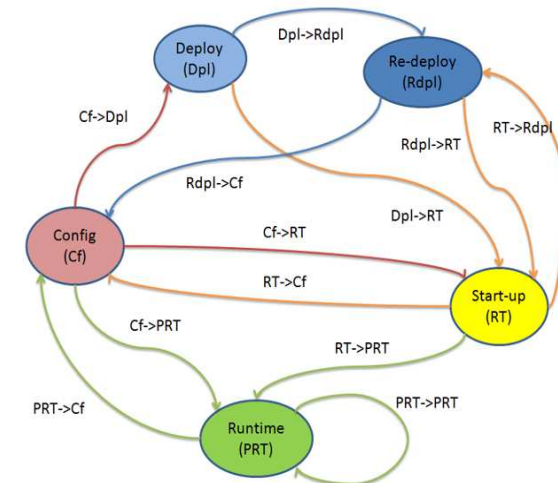 Deploy
(Dpl)
Dpl->Rdpl
Re-deploy
(Rdpl)
Cf->Dpl
Rdpl->RT
RT->Rdpl
Rdpl->Cf
Dpl->RT
Config
(Cf)
Cf->RT
RT->Cf
Start-up
(RT)
Cf->PRT
RT->PRT
PRT->Cf
PRT->PRT
Runtime
(PRT)